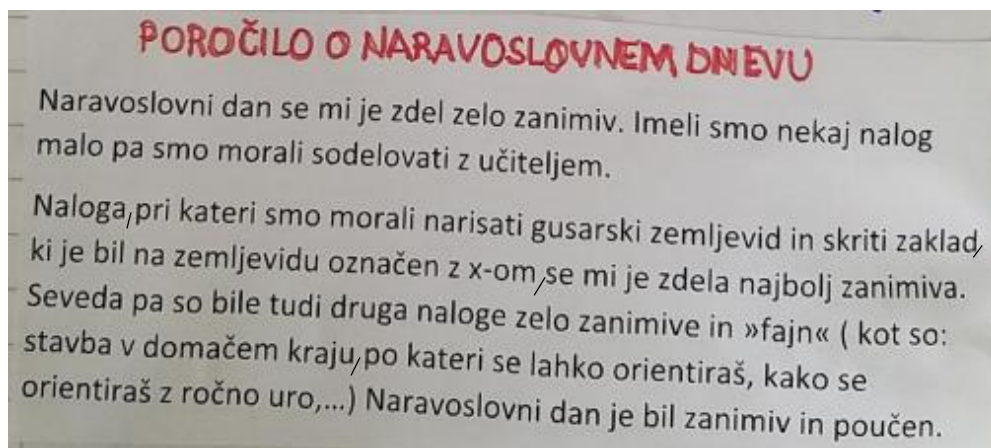 POROČILO O NARAVOSLOVNEM DNEVU
Naravoslovni dan se mi je zdel zelo zanimiv. Imeli smo nekaj nalog
malo pa smo morali sodelovati z učiteljem.
Naloga, pri kateri smo morali narisati gusarski zemljevid in skriti zaklad,
ki je bil na zemljevidu označen z x-om, se mi je zdela najbolj zanimiva.
Seveda pa so bile tudi druga naloge zelo zanimive in »fajn« ( kot so:
stavba v domačem kraju, po kateri se lahko orientiraš, kako se
orientiraš z ročno uro,...) Naravoslovni dan je bil zanimiv in poučen.